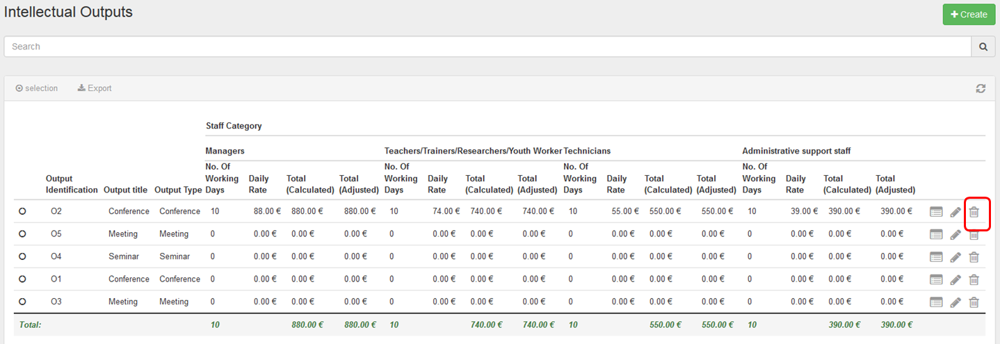 Intellectual Outputs
Create
Search
selection Export
Staff Category
Managers Teachers/Trainers/Researchers/Youth Worker Technicians Administrative support staff
Output Identification Output title Output Type No. Of Working Days Daily Rate Total (Calculated) Total (Adjusted) No. Of Working Days Daily Rate Total (Calculated) Total (Adjusted) No. Of Working Days Daily Rate Total (Calculated) Total (Adjusted) No. Of Working Days Daily Rate Total (Calculated) Total (Adjusted)
O2 Conference Conference 10 88.00 € 880.00 € 880.00 € 10 74.00 € 740.00 € 740.00 € 10 55.00 € 550.00 € 550.00 € 10 39.00 € 390.00 € 390.00 €
O5 Meeting Meeting 0 0.00 € 0.00 € 0.00 € 0 0.00 € 0.00 € 0.00 € 0 0.00 € 0.00 € 0.00 € 0 0.00 € 0.00 € 0.00 €
O4 Seminar Seminar 0 0.00 € 0.00 € 0.00 € 0 0.00 € 0.00 € 0.00 € 0 0.00 € 0.00 € 0.00 € 0 0.00 € 0.00 € 0.00 €
O1 Conference Conference 0 0.00 € 0.00 € 0.00 € 0 0.00 € 0.00 € 0.00 € 0 0.00 € 0.00 € 0.00 € 0 0.00 € 0.00 € 0.00 €
O3 Meeting Meeting 0 0.00 € 0.00 € 0.00 € 0 0.00 € 0.00 € 0.00 € 0 0.00 € 0.00 € 0.00 € 0 0.00 € 0.00 € 0.00 €
Total: 10 880.00 € 880.00 € 10 740.00 € 740.00 € 10 550.00 € 550.00 € 10 390.00 € 390.00 €